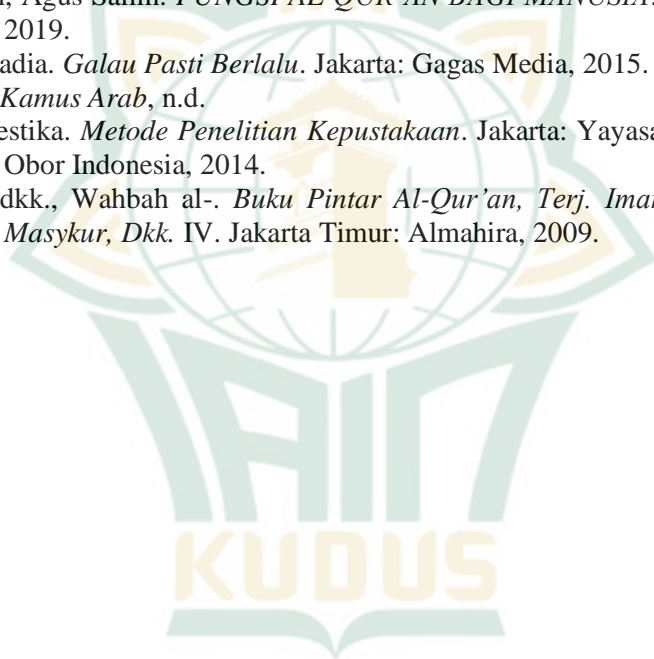 Agus Salim. FUNGSI AL-QUR'AN BAGI MANUSIA.
2019.
adia. Galau Pasti Berlalu. Jakarta: Gagas Media, 2015.
Kamus Arab, n.d.
estika. Metode Penelitian Kepustakaan. Jakarta: Yayasa
Obor Indonesia, 2014.
dkk., Wahbah al-. Buku Pintar Al-Qur'an, Terj. Imam
Masykur, Dkk. IV. Jakarta Timur: Almahira, 2009.
IAIN
KUDUS